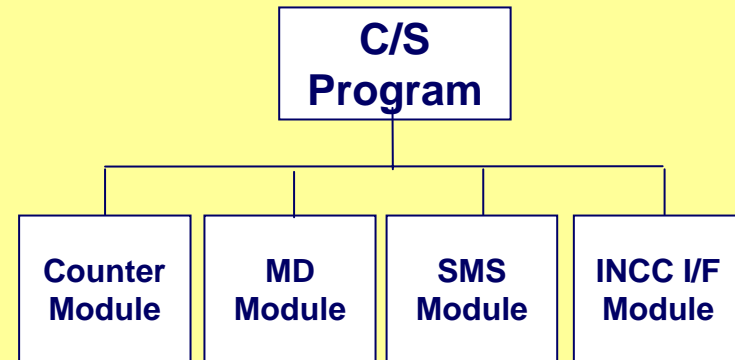 C/S
Program
Counter
Module
MD
Module
SMS
Module
INCC I/F
Module